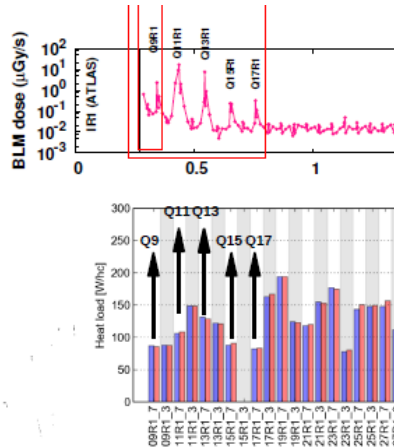 Q9R1
Q11R1
Q13R1
Q15R1
Q17R1
BLM dose (μGy/s)
10²
10¹
10⁰
10⁻¹
10⁻²
10⁻³
IR1 (ATLAS)
0 0.5 1
Heat load [W/hc]
300
250
200
150
100
50
0
Q9
Q11
Q13
Q15
Q17
09R1_7
09R1_3
11R1_7
11R1_3
13R1_7
13R1_3
15R1_7
15R1_3
17R1_7
17R1_3
19R1_7
19R1_3
21R1_7
21R1_3
23R1_7
23R1_3
25R1_7
25R1_3
27R1_7